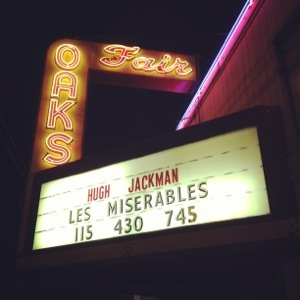 Fair
OAKS
HUGH JACKMAN
LES MISERABLES
115 430 745